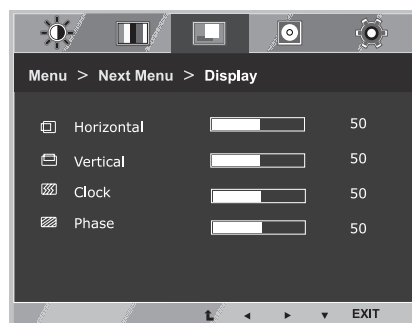 Menu > Next Menu > Display
Horizontal 50
Vertical 50
Clock 50
Phase 50
EXIT